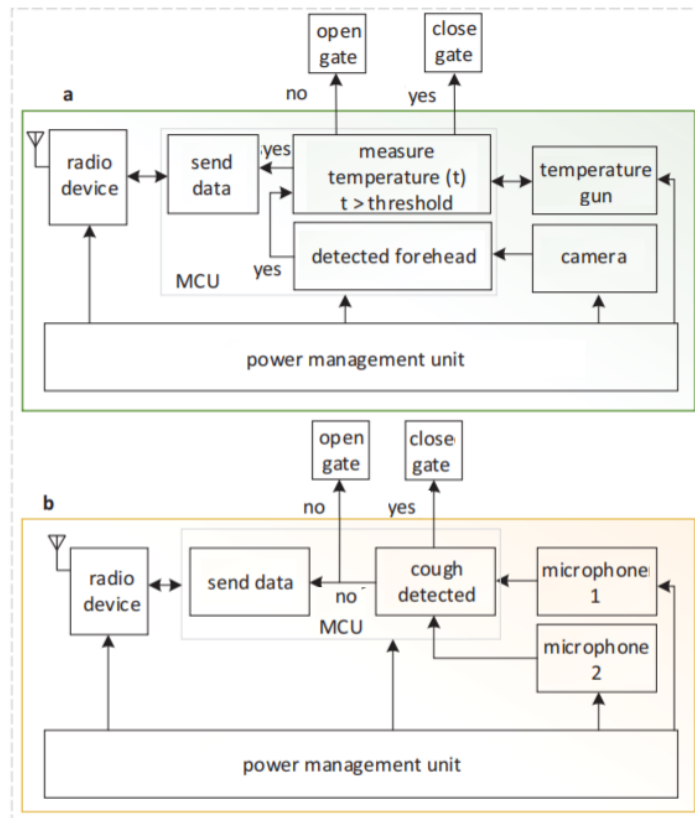 open
gate
close
gate
a
no
yes
radio
device
send
data
yes
measure
temperature (t)
t > threshold
temperature
gun
yes
detected forehead
camera
MCU
power management unit
open
gate
close
gate
b
no
yes
radio
device
send data
no
cough
detected
microphone
1
MCU
microphone
2
power management unit